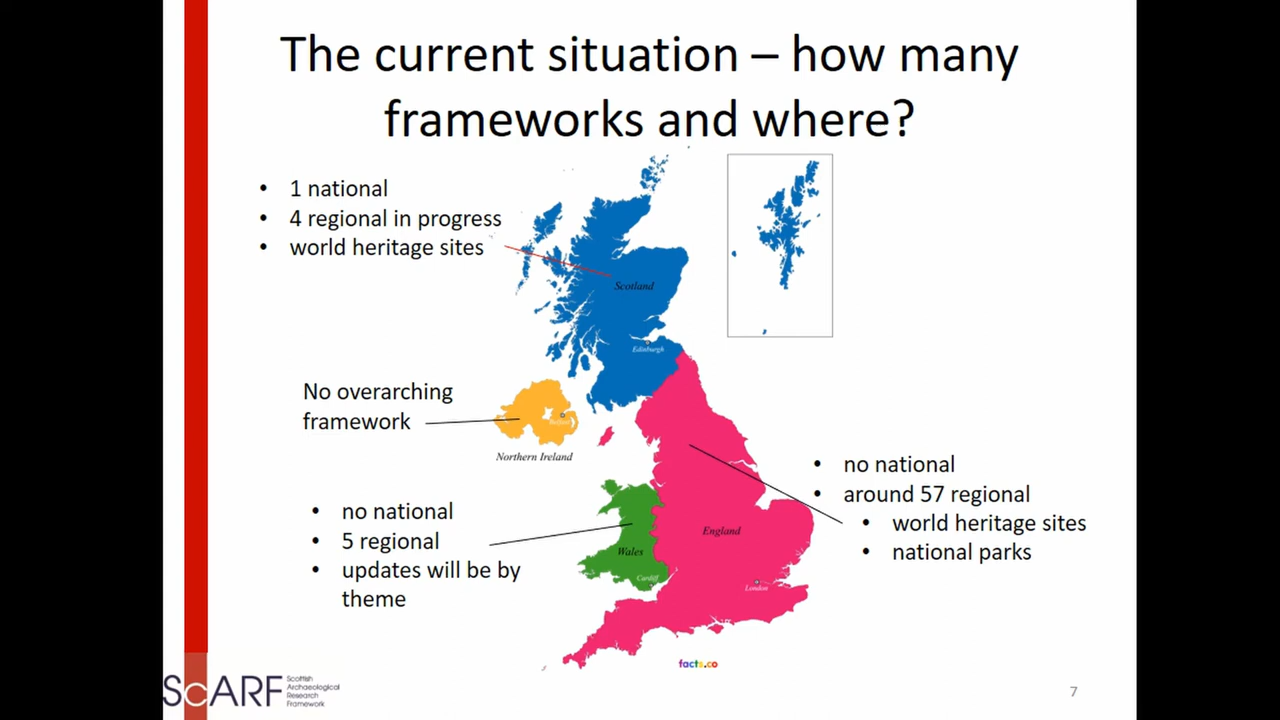 The current situation – how many
frameworks and where?
• 1 national
• 4 regional in progress
• world heritage sites
Scotland
Edinburgh
No overarching
framework
Belfast
Northern Ireland
• no national
• around 57 regional
• world heritage sites
• national parks
• no national
• 5 regional
• updates will be by
theme
England
Wales
Cardiff
London
facts.co
ScARF
Scottish
Archaeological
Research
Framework
7